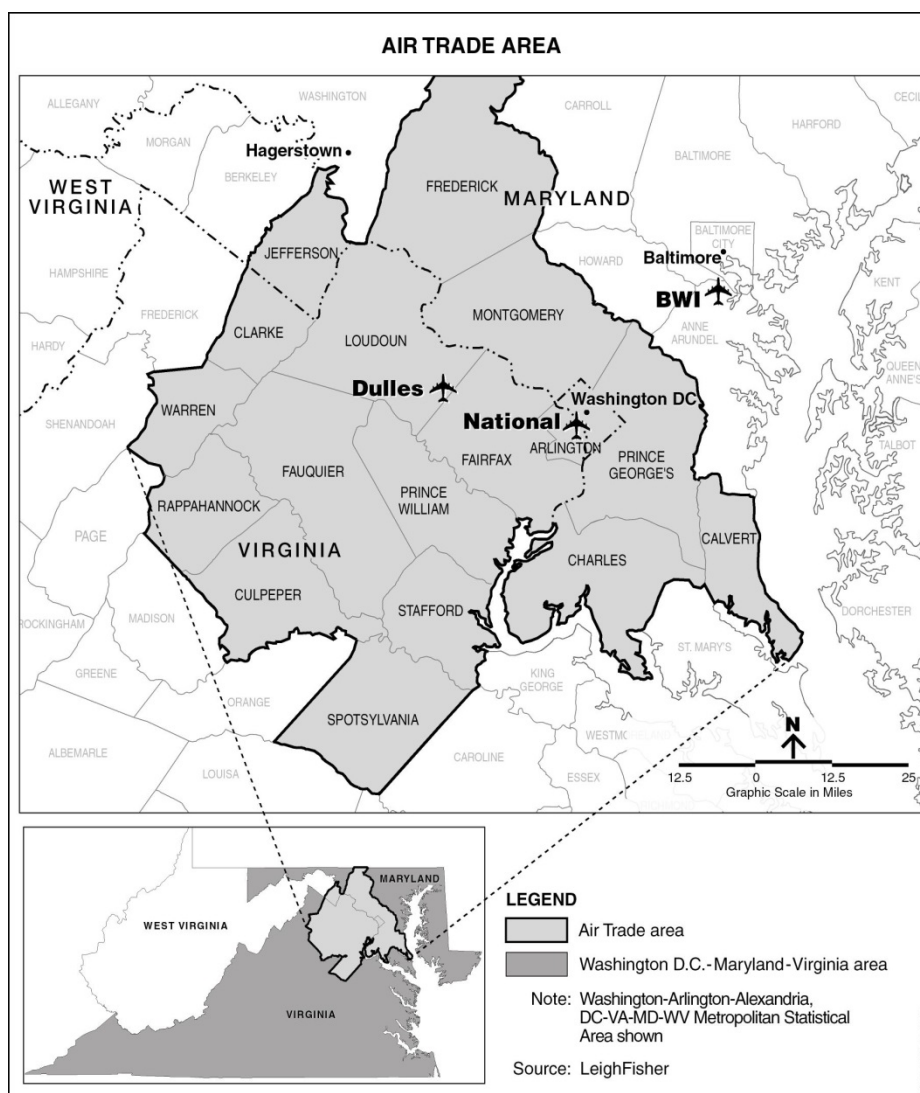 AIR TRADE AREA
ALLEGANY
WASHINGTON
CARROLL
CECIL
HARFORD
MORGAN
Hagerstown
BALTIMORE
BERKELEY
WEST
VIRGINIA
FREDERICK
MARYLAND
BALTIMORE
CITY
Baltimore
JEFFERSON
HOWARD
HAMPSHIRE
KENT
BWI
FREDERICK
MONTGOMERY
ANNE
ARUNDEL
CLARKE
LOUDOUN
HARDY
QUEEN
ANNE'S
Dulles
Washington DC
WARREN
SHENANDOAH
National
TALBOT
ARLINGTON
FAIRFAX
PRINCE
GEORGE'S
FAUQUIER
PRINCE
WILLIAM
RAPPAHANNOCK
PAGE
CALVERT
VIRGINIA
CHARLES
CULPEPER
STAFFORD
DORCHESTER
MADISON
ROCKINGHAM
ST. MARY'S
GREENE
KING
GEORGE
ORANGE
SPOTSYLVANIA
N
WESTMORELAND
ALBEMARLE
CAROLINE
LOUISA
ESSEX
12.5 0 12.5 25
Graphic Scale in Miles
MARYLAND
WEST VIRGINIA
VIRGINIA
LEGEND
Air Trade area
Washington D.C.-Maryland-Virginia area
Note: Washington-Arlington-Alexandria,
DC-VA-MD-WV Metropolitan Statistical
Area shown
Source: LeighFisher